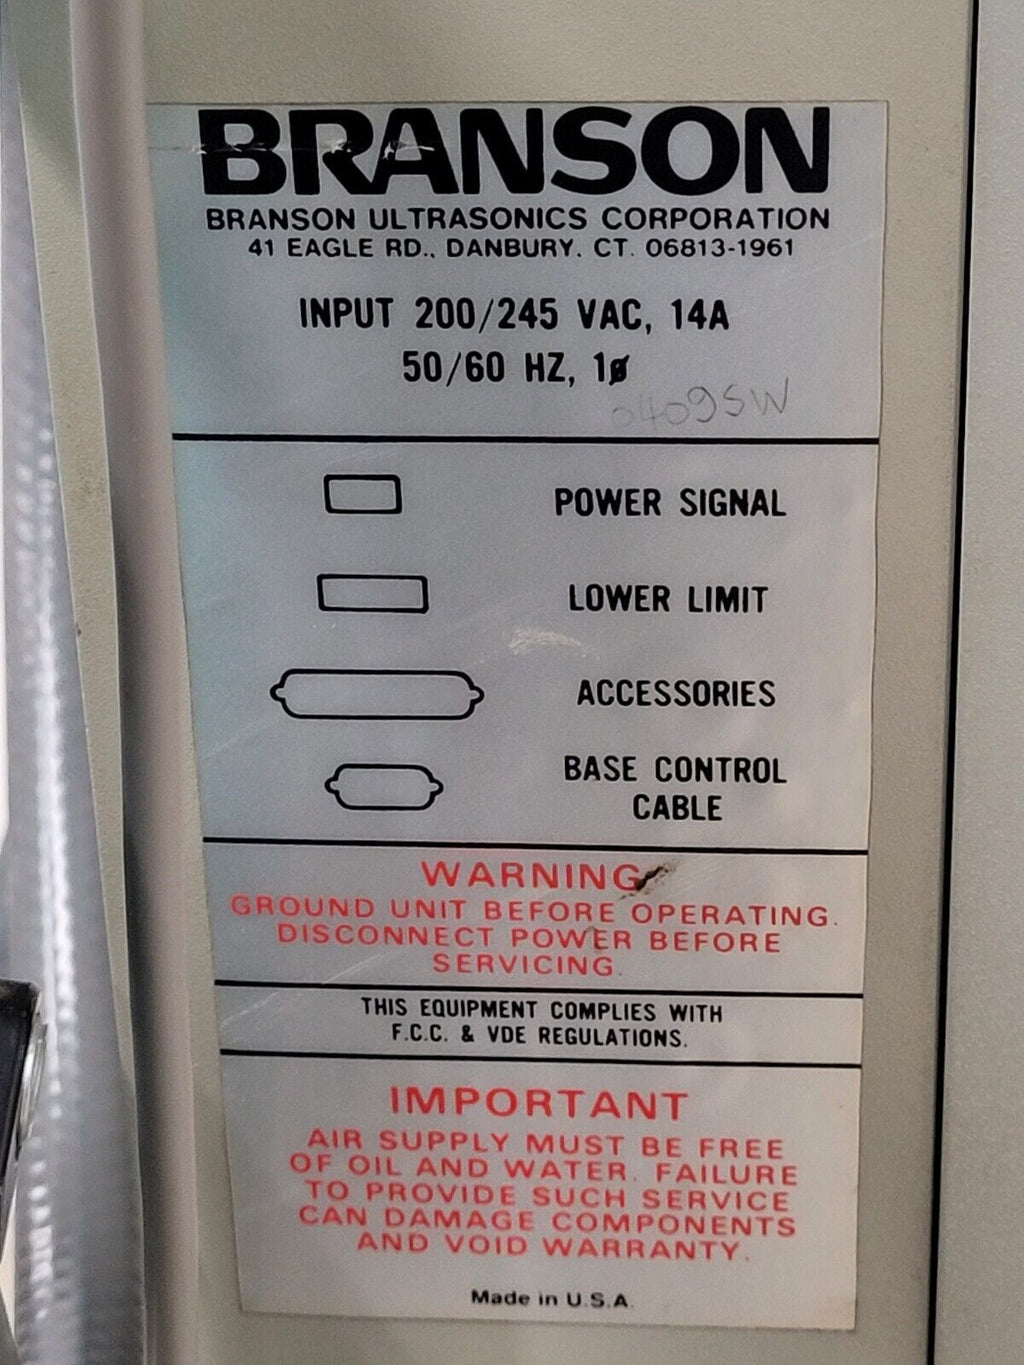 BRANSON
BRANSON ULTRASONICS CORPORATION
41 EAGLE RD., DANBURY. CT. 06813-1961
INPUT 200/245 VAC, 14A
50/60 HZ, 1ø
0409SW
POWER SIGNAL
LOWER LIMIT
ACCESSORIES
BASE CONTROL
CABLE
WARNING
GROUND UNIT BEFORE OPERATING.
DISCONNECT POWER BEFORE
SERVICING.
THIS EQUIPMENT COMPLIES WITH
F.C.C. & VDE REGULATIONS.
IMPORTANT
AIR SUPPLY MUST BE FREE
OF OIL AND WATER. FAILURE
TO PROVIDE SUCH SERVICE
CAN DAMAGE COMPONENTS
AND VOID WARRANTY.
Made in U.S.A.